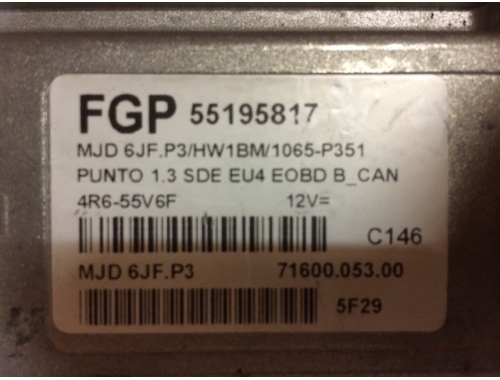 FGP 55195817
MJD 6JF.P3/HW1BM/1065-P351
PUNTO 1.3 SDE EU4 EOBD B_CAN
4R6-55V6F 12V=
C146
MJD 6JF.P3 71600.053.00
5F29